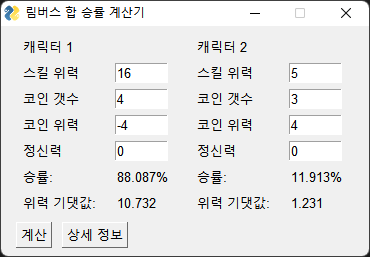 림버스 합 승률 계산기
캐릭터 1 캐릭터 2
스킬 위력 16 스킬 위력 5
코인 갯수 4 코인 갯수 3
코인 위력 -4 코인 위력 4
정신력 0 정신력 0
승률: 88.087% 승률: 11.913%
위력 기댓값: 10.732 위력 기댓값: 1.231
계산 상세 정보